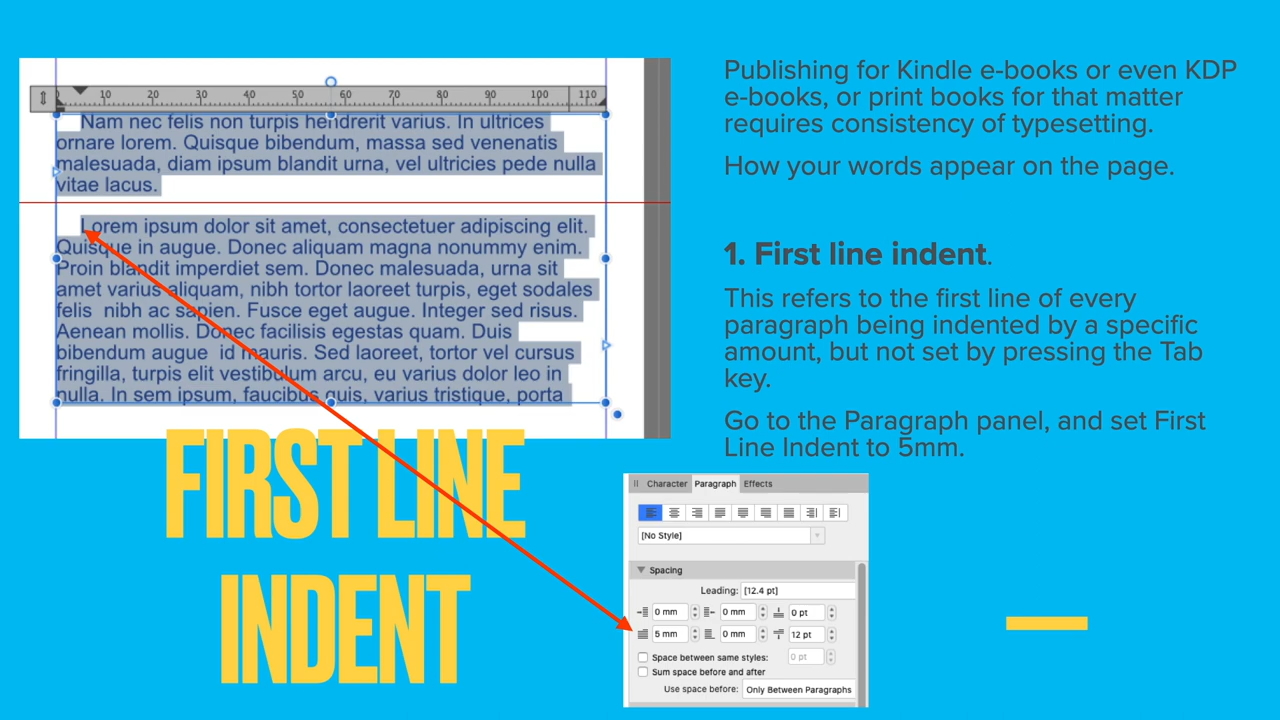 0 10 20 30 40 50 60 70 80 90 100 110
Nam nec felis non turpis hendrerit varius. In ultrices
ornare lorem. Quisque bibendum, massa sed venenatis
malesuada, diam ipsum blandit urna, vel ultricies pede nulla
vitae lacus.
Lorem ipsum dolor sit amet, consectetuer adipiscing elit.
Quisque in augue. Donec aliquam magna nonummy enim.
Proin blandit imperdiet sem. Donec malesuada, urna sit
amet varius aliquam, nibh tortor laoreet turpis, eget sodales
felis  nibh ac sapien. Fusce eget augue. Integer sed risus.
Aenean mollis. Donec facilisis egestas quam. Duis
bibendum augue  id mauris. Sed laoreet, tortor vel cursus
fringilla, turpis elit vestibulum arcu, eu varius dolor leo in
nulla. In sem ipsum, faucibus quis, varius tristique, porta
FIRST LINE
INDENT
Publishing for Kindle e-books or even KDP
e-books, or print books for that matter
requires consistency of typesetting.
How your words appear on the page.
1. First line indent.
This refers to the first line of every
paragraph being indented by a specific
amount, but not set by pressing the Tab
key.
Go to the Paragraph panel, and set First
Line Indent to 5mm.
Character Paragraph Effects
[No Style]
Spacing
Leading: [12.4 pt]
0 mm 0 mm 0 pt
5 mm 0 mm 12 pt
Space between same styles: 0 pt
Sum space before and after
Use space before: Only Between Paragraphs